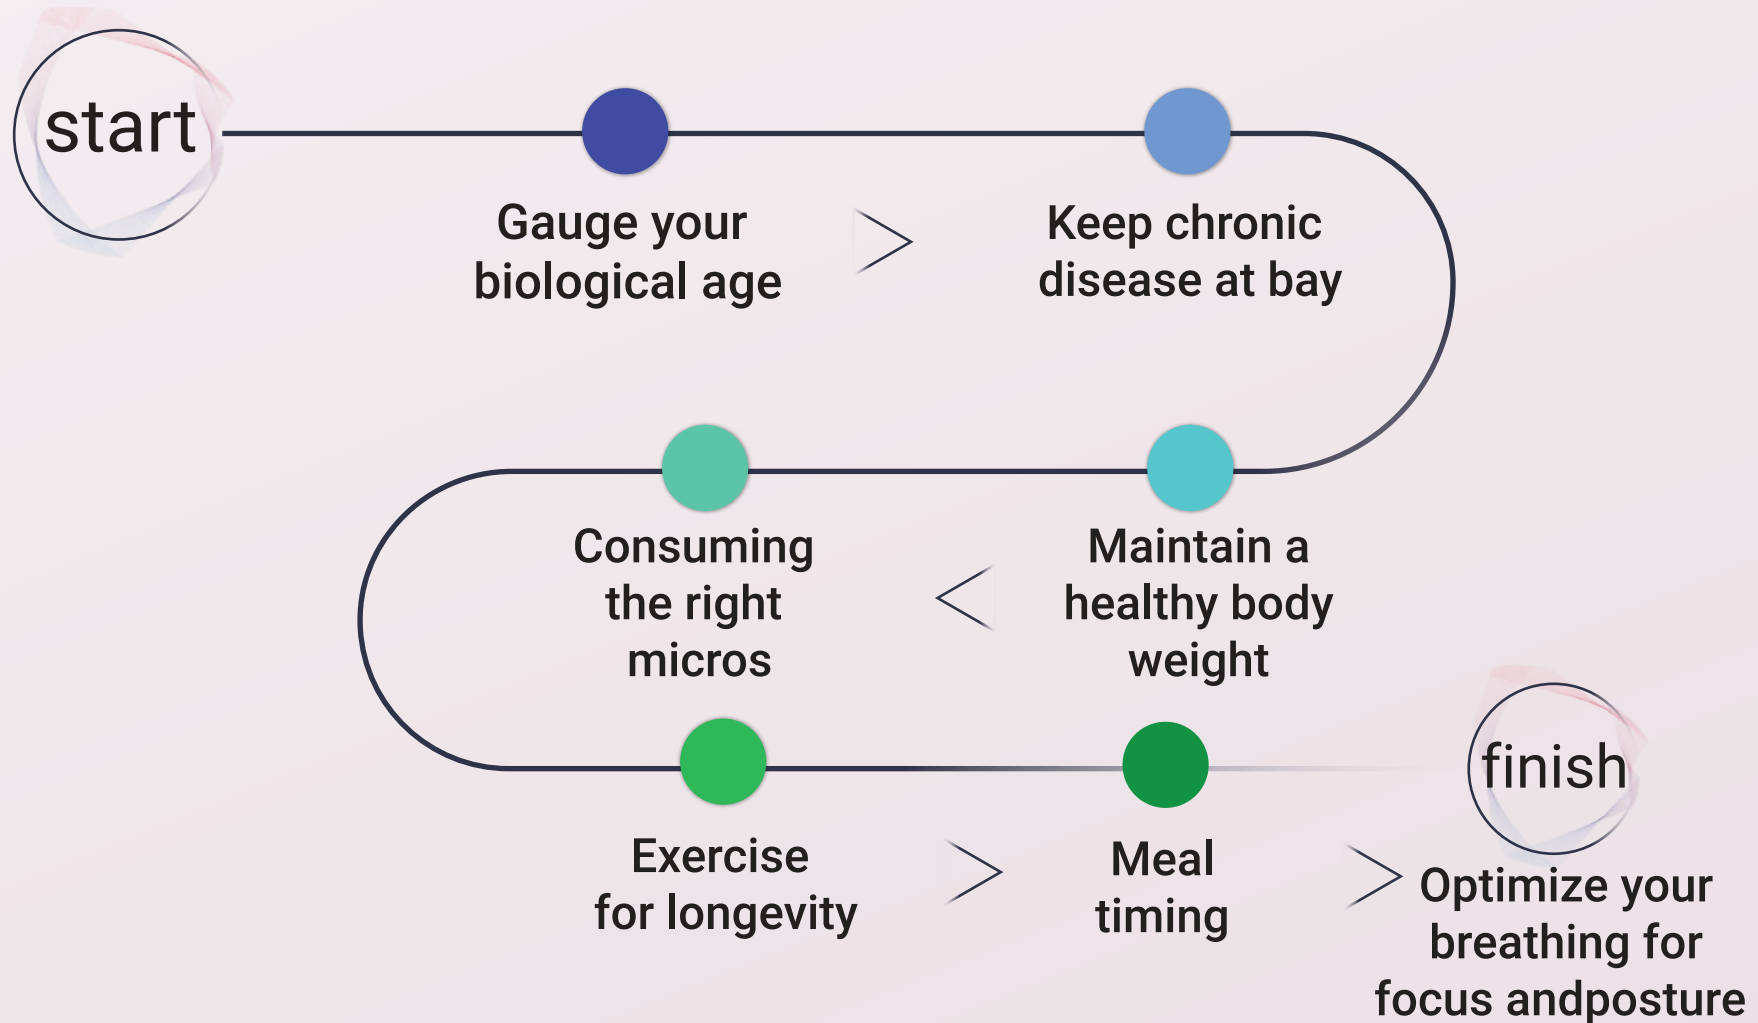 start
Gauge your
biological age
Keep chronic
disease at bay
Maintain a
healthy body
weight
Consuming
the right
micros
Exercise
for longevity
Meal
timing
finish
Optimize your
breathing for
focus andposture